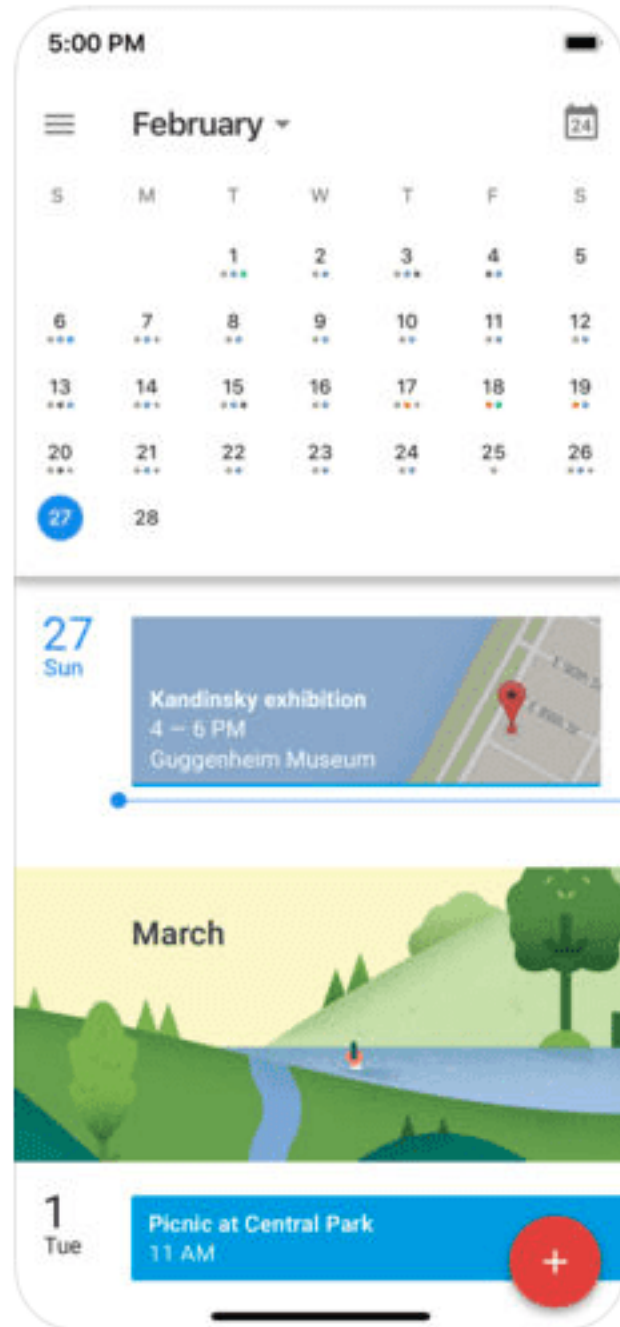 5:00 PM
February
24
S M T W T F S
1 2 3 4 5
6 7 8 9 10 11 12
13 14 15 16 17 18 19
20 21 22 23 24 25 26
27 28
27
Sun
Kandinsky exhibition
4 – 6 PM
Guggenheim Museum
March
1
Tue
Picnic at Central Park
11 AM
+